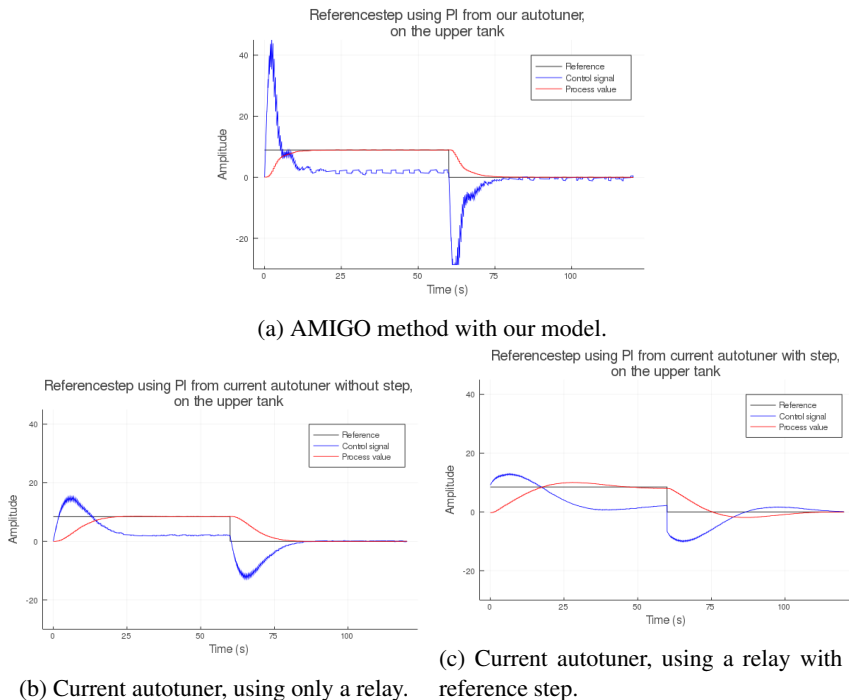 Referencestep using PI from our autotuner,
on the upper tank
Reference
Control signal
Process value
40
20
0
-20
Amplitude
0
25
50
75
100
Time (s)
(a) AMIGO method with our model.
Referencestep using PI from current autotuner without step,
on the upper tank
Reference
Control signal
Process value
40
20
0
-20
Amplitude
0
25
50
75
100
Time (s)
(b) Current autotuner, using only a relay.
Referencestep using PI from current autotuner with step,
on the upper tank
Reference
Control signal
Process value
40
20
0
-20
Amplitude
0
25
50
75
100
Time (s)
(c) Current autotuner, using a relay with
reference step.